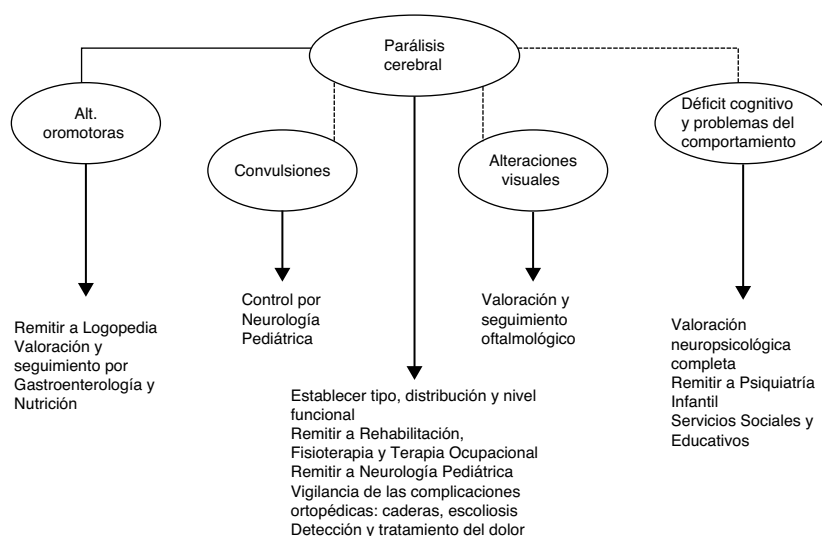 Parálisis
cerebral
Alt.
oromotoras
Convulsiones
Alteraciones
visuales
Déficit cognitivo
y problemas del
comportamiento
Remitir a Logopedia
Valoración y
seguimiento por
Gastroenterología y
Nutrición
Control por
Neurología
Pediátrica
Establecer tipo, distribución y nivel
funcional
Remitir a Rehabilitación,
Fisioterapia y Terapia Ocupacional
Remitir a Neurología Pediátrica
Vigilancia de las complicaciones
ortopédicas: caderas, escoliosis
Detección y tratamiento del dolor
Valoración y
seguimiento
oftalmológico
Valoración
neuropsicológica
completa
Remitir a Psiquiatría
Infantil
Servicios Sociales y
Educativos